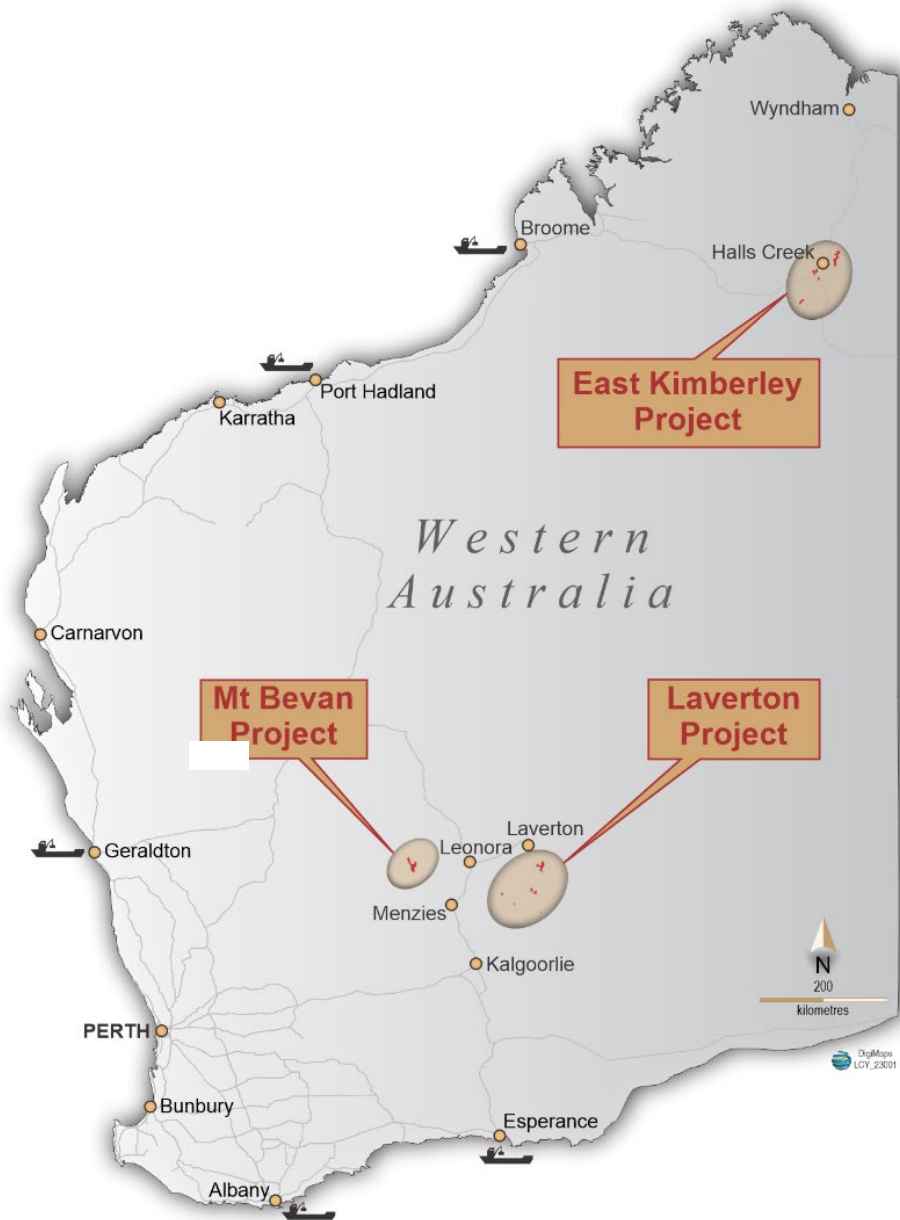 Wyndham
Broome
Halls Creek
East Kimberley
Project
Port Hadland
Karratha
Western
Australia
Carnarvon
Mt Bevan
Project
Laverton
Project
Laverton
Leonora
Geraldton
Menzies
Kalgoorlie
N
200
kilometres
PERTH
DigiMaps
LCY_23001
Bunbury
Esperance
Albany